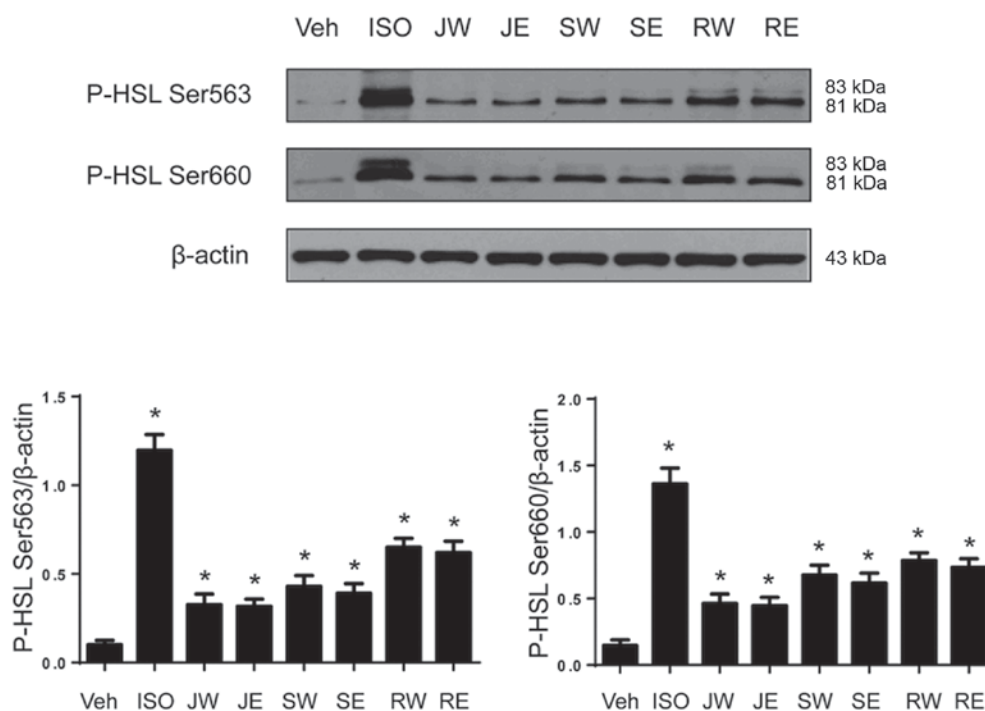 Veh ISO JW JE SW SE RW RE
P-HSL Ser563
83 kDa
81 kDa
P-HSL Ser660
83 kDa
81 kDa
β-actin
43 kDa
P-HSL Ser563/β-actin
1.5
1.0
0.5
0.0
* * * * * * *
Veh ISO JW JE SW SE RW RE
P-HSL Ser660/β-actin
2.0
1.5
1.0
0.5
0.0
* * * * * * *
Veh ISO JW JE SW SE RW RE